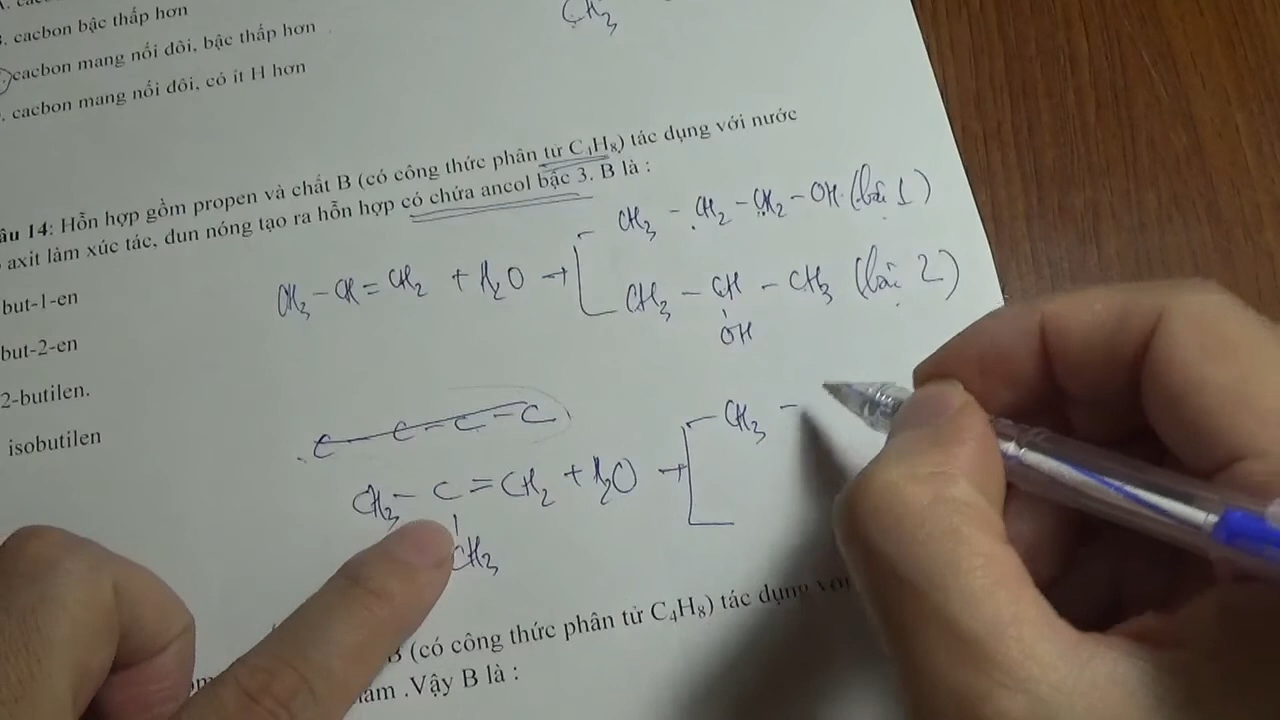 CH₃
. cacbon bậc thấp hơn
cacbon mang nối đôi, bậc thấp hơn
. cacbon mang nối đôi, có ít H hơn
âu 14: Hỗn hợp gồm propen và chất B (có công thức phân tử C₄H₈) tác dụng với nước
axit làm xúc tác, đun nóng tạo ra hỗn hợp có chứa ancol bậc 3. B là :
CH₃ - CH₂ - CH₂ - OH (bậc 1)
CH₃ - CH = CH₂ + H₂O →
CH₃ - CH - CH₃ (bậc 2)
OH
but-1-en
but-2-en
2-butilen.
isobutilen
C - C - C - C
CH₃ - C = CH₂ + H₂O →
CH₃ -
CH₃
B (có công thức phân tử C₄H₈) tác dụng với
.Vậy B là :